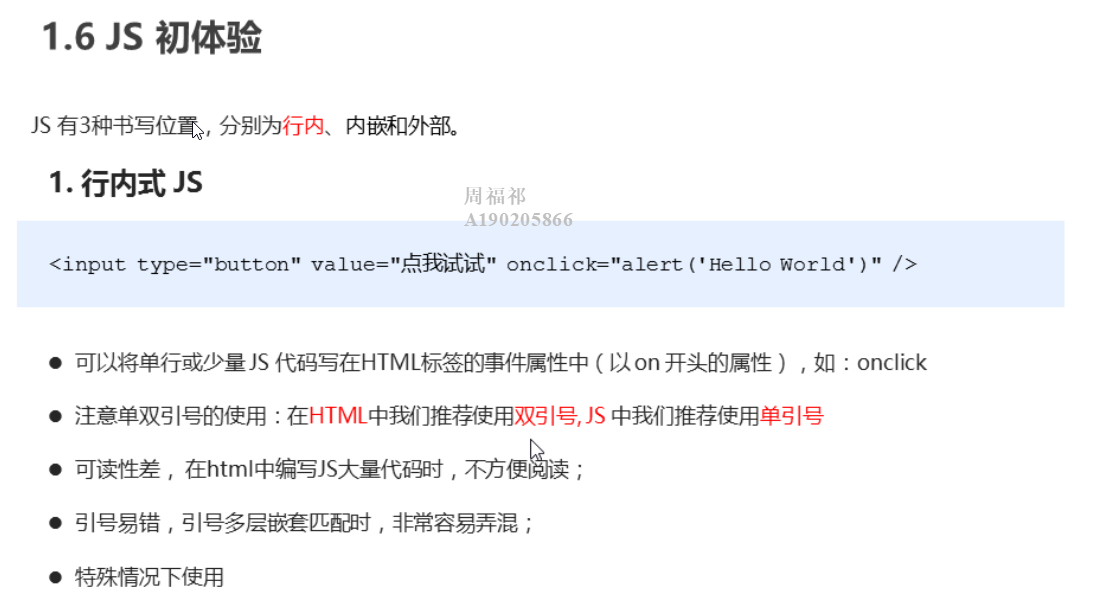 1.6 JS 初体验
JS 有3种书写位置，分别为行内、内嵌和外部。
1. 行内式 JS
周福祁
A190205866
<input type="button" value="点我试试" onclick="alert('Hello World')" />
● 可以将单行或少量 JS 代码写在HTML标签的事件属性中（以 on 开头的属性），如：onclick
● 注意单双引号的使用：在HTML中我们推荐使用双引号, JS 中我们推荐使用单引号
● 可读性差， 在html中编写JS大量代码时，不方便阅读；
● 引号易错，引号多层嵌套匹配时，非常容易弄混；
● 特殊情况下使用